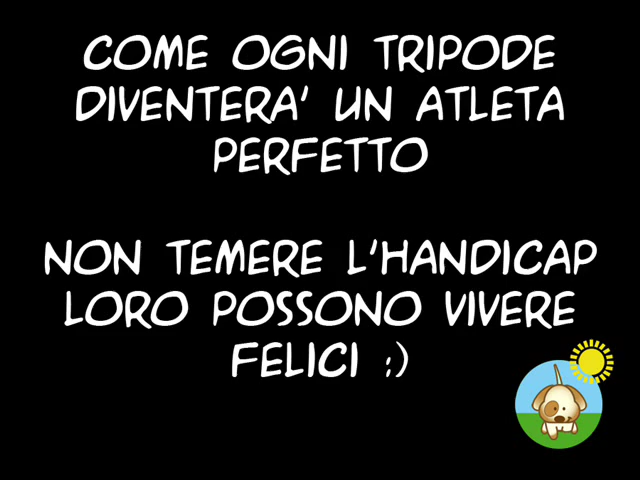 COME OGNI TRIPODE
DIVENTERA' UN ATLETA
PERFETTO
NON TEMERE L'HANDICAP
LORO POSSONO VIVERE
FELICI :)